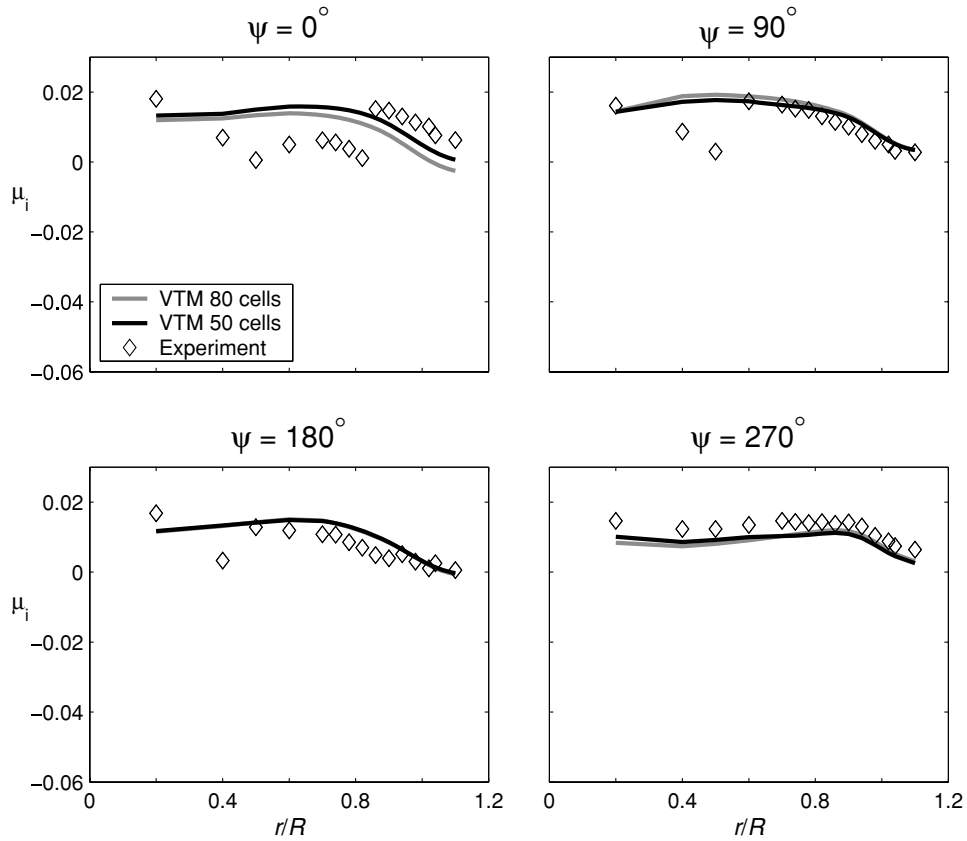 ψ = 0°
ψ = 90°
0.02
0
−0.02
−0.04
−0.06
μi
VTM 80 cells
VTM 50 cells
Experiment
ψ = 180°
ψ = 270°
0.02
0
−0.02
−0.04
−0.06
μi
0 0.4 0.8 1.2
0 0.4 0.8 1.2
r/R
r/R